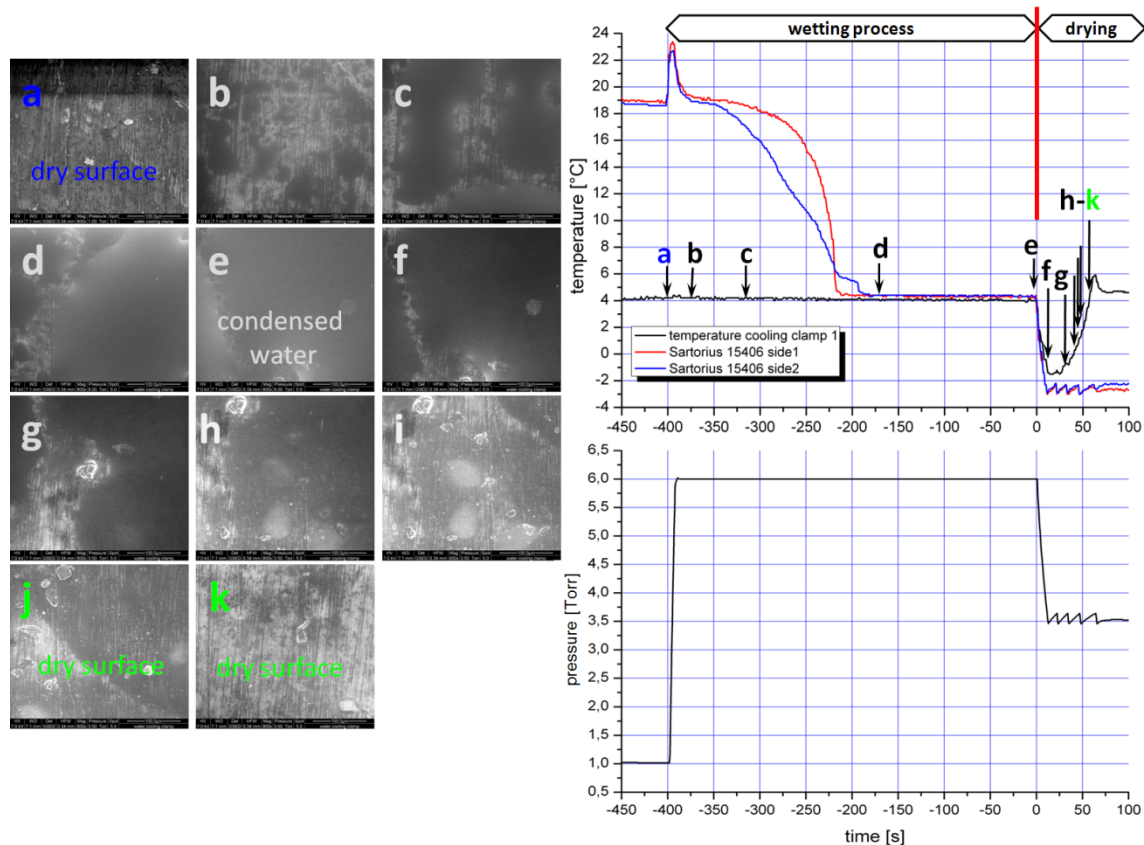 a
dry surface
b
c
d
e
condensed
water
f
g
h
i
j
dry surface
k
dry surface
wetting process
drying
24
22
20
18
16
14
12
10
8
6
4
2
0
-2
-4
temperature [°C]
a
b
c
d
e
f
g
h-k
temperature cooling clamp 1
Sartorius 15406 side1
Sartorius 15406 side2
-450 -400 -350 -300 -250 -200 -150 -100 -50 0 50 100
6,5
6,0
5,5
5,0
4,5
4,0
3,5
3,0
2,5
2,0
1,5
1,0
0,5
pressure [Torr]
-450 -400 -350 -300 -250 -200 -150 -100 -50 0 50 100
time [s]